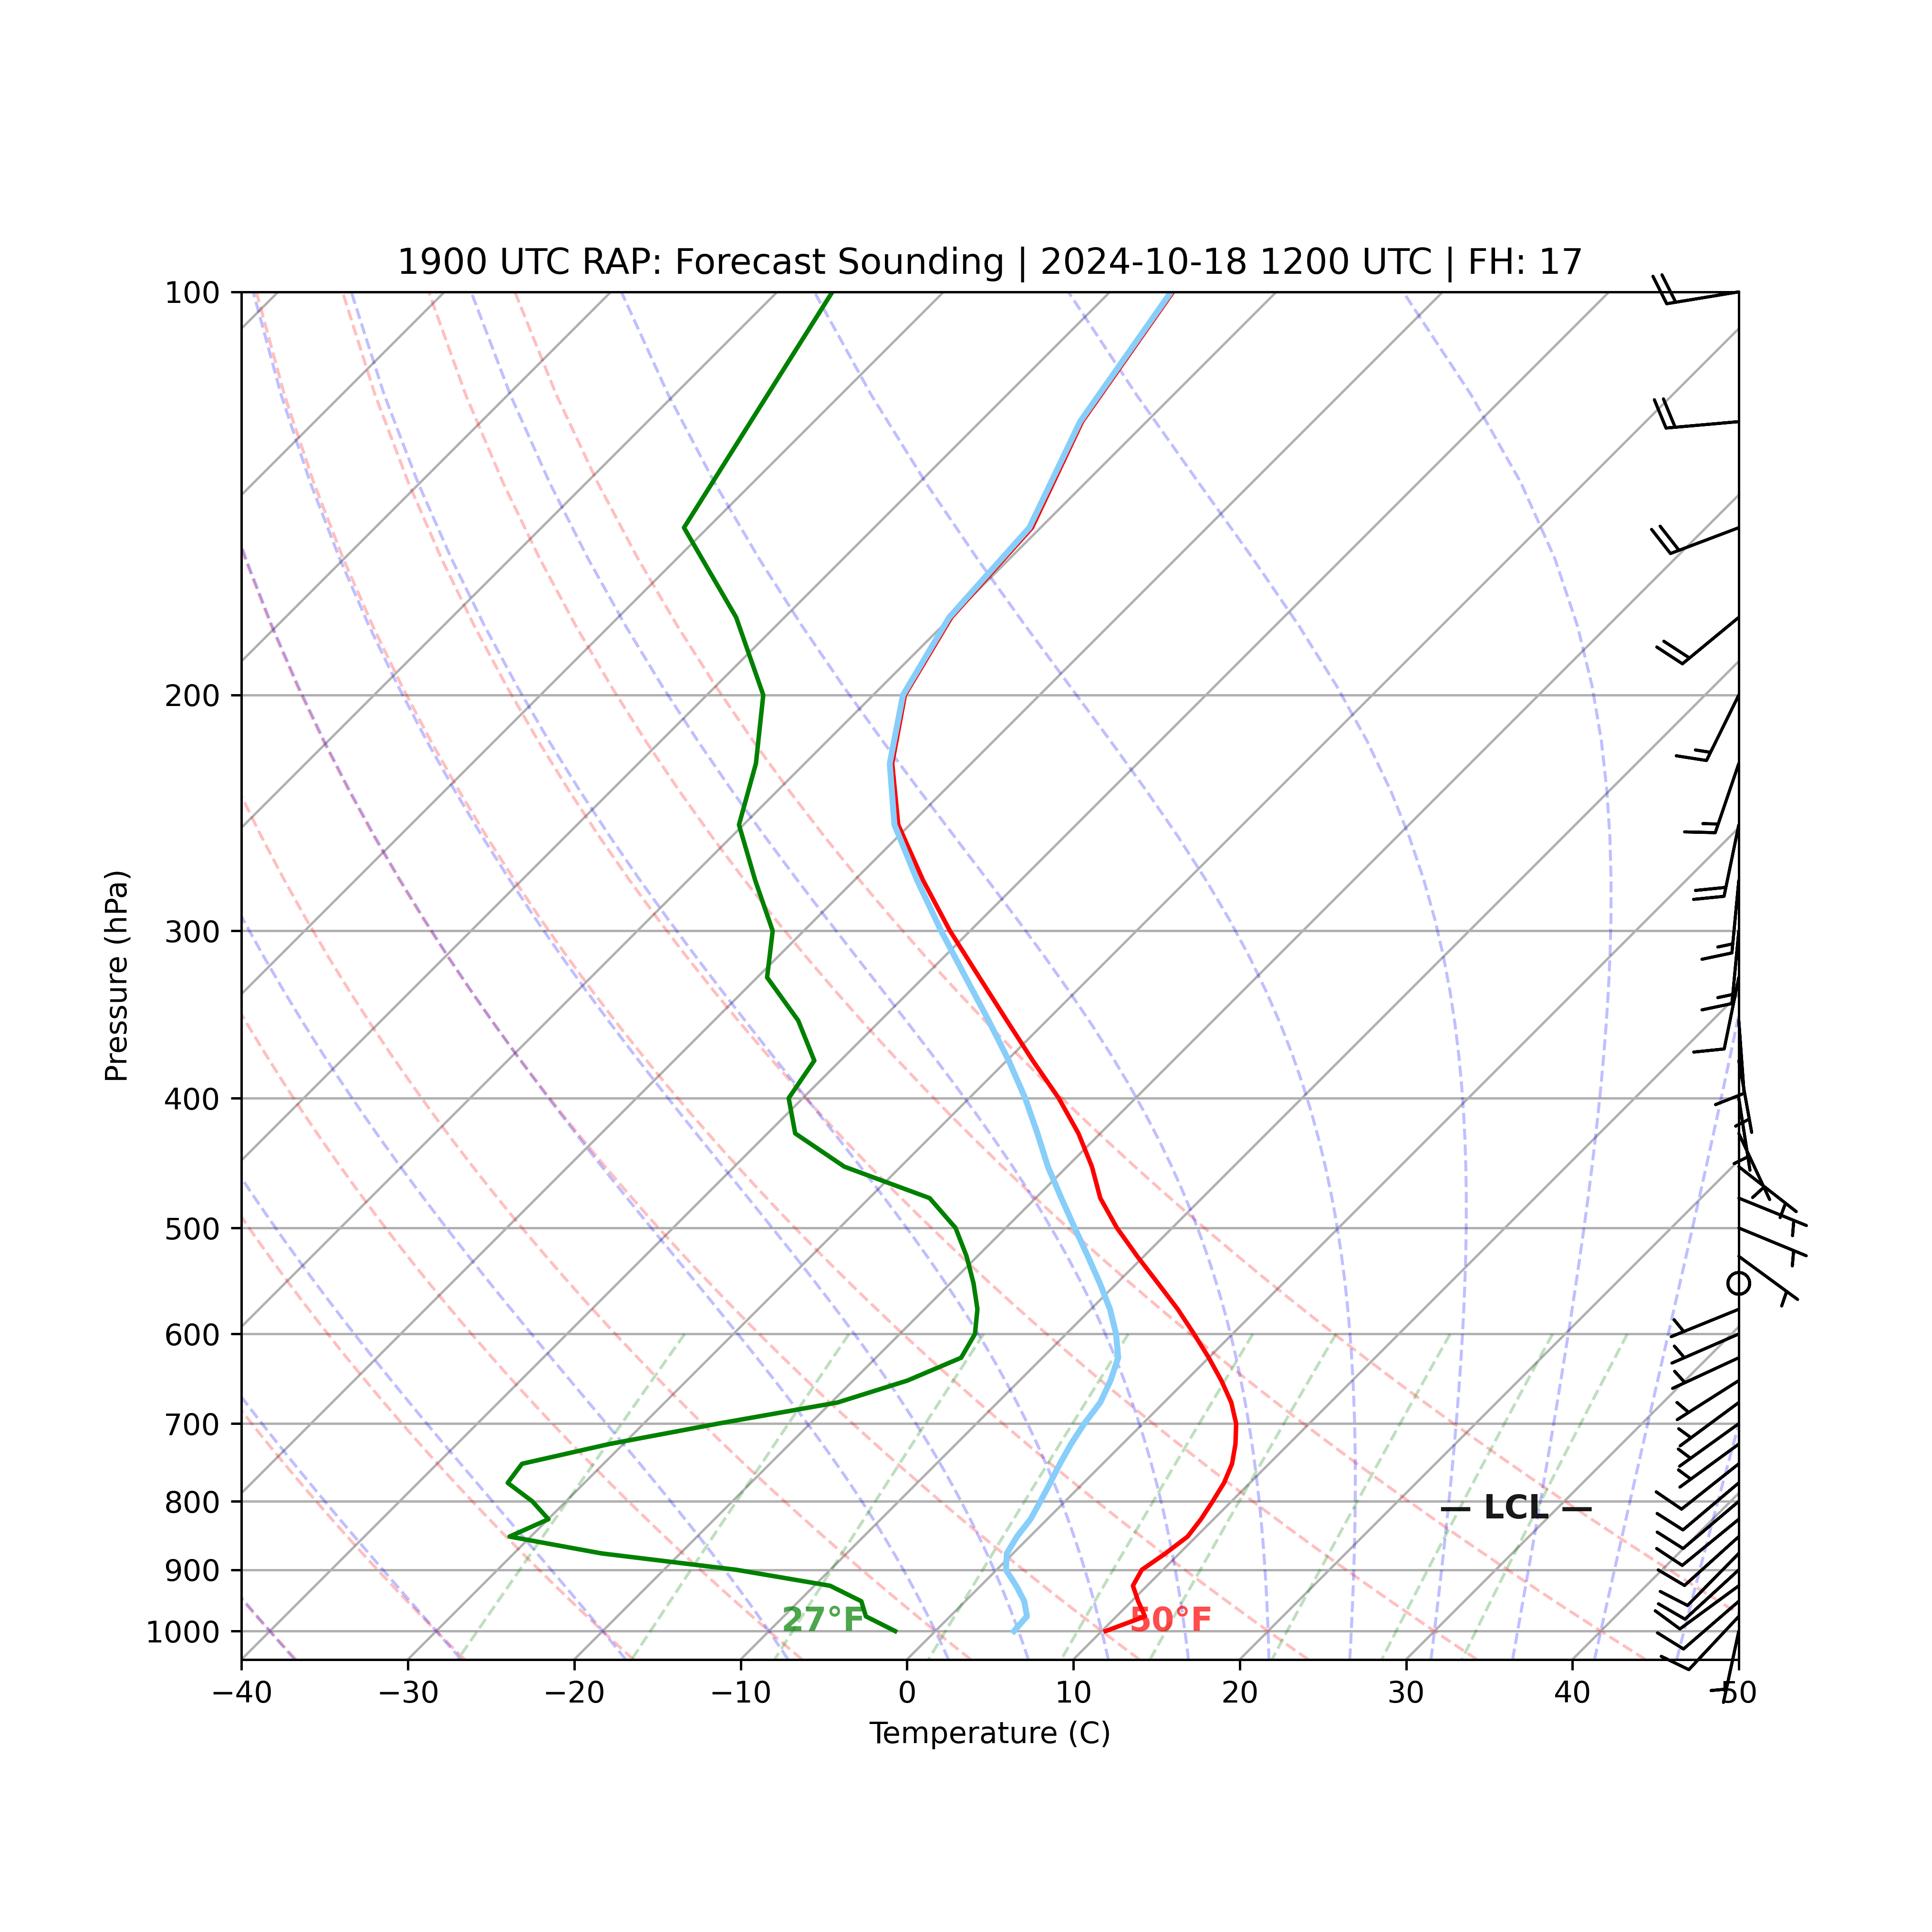 1900 UTC RAP: Forecast Sounding | 2024-10-18 1200 UTC | FH: 17
100
200
300
400
500
600
700
800
900
1000
Pressure (hPa)
— LCL —
27°F
50°F
−40 −30 −20 −10 0 10 20 30 40 50
Temperature (C)